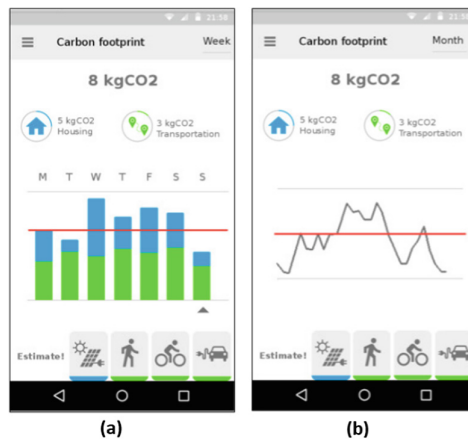 21:58
Carbon footprint Week
8 kgCO2
5 kgCO2
Housing
3 kgCO2
Transportation
M T W T F S S
Estimate!
(a)
21:58
Carbon footprint Month
8 kgCO2
5 kgCO2
Housing
3 kgCO2
Transportation
Estimate!
(b)